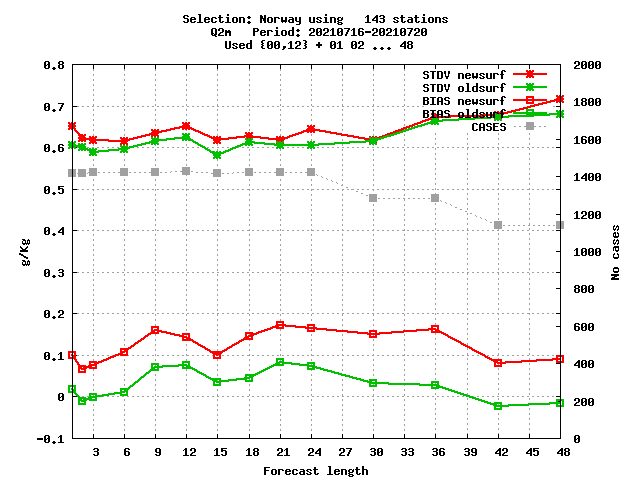 Selection: Norway using   143 stations
Q2m   Period: 20210716-20210720
Used {00,12} + 01 02 ... 48
0.8
0.7
0.6
0.5
0.4
0.3
0.2
0.1
0
-0.1
g/Kg
2000
1800
1600
1400
1200
1000
800
600
400
200
0
No cases
STDV newsurf
STDV oldsurf
BIAS newsurf
BIAS oldsurf
CASES
3 6 9 12 15 18 21 24 27 30 33 36 39 42 45 48
Forecast length